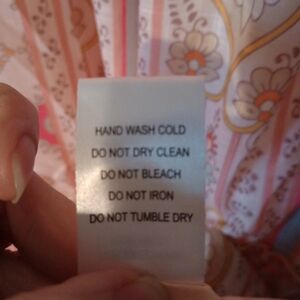 HAND WASH COLD
DO NOT DRY CLEAN
DO NOT BLEACH
DO NOT IRON
DO NOT TUMBLE DRY